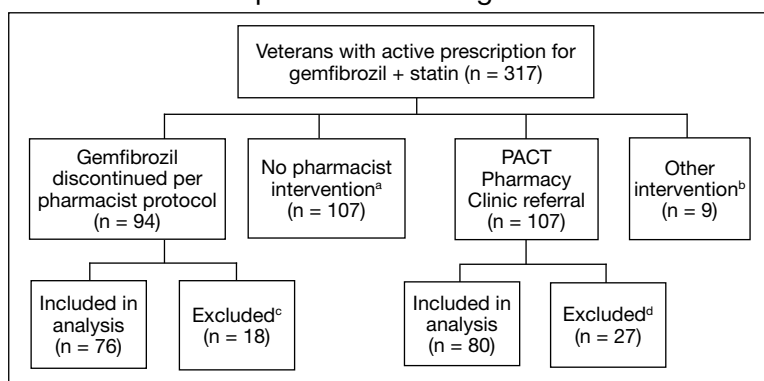 Veterans with active prescription for
gemfibrozil + statin (n = 317)
Gemfibrozil
discontinued per
pharmacist protocol
(n = 94)
No pharmacist
interventionᵃ
(n = 107)
PACT
Pharmacy
Clinic referral
(n = 107)
Other
interventionᵇ
(n = 9)
Included in
analysis
(n = 76)
Excludedᶜ
(n = 18)
Included in
analysis
(n = 80)
Excludedᵈ
(n = 27)